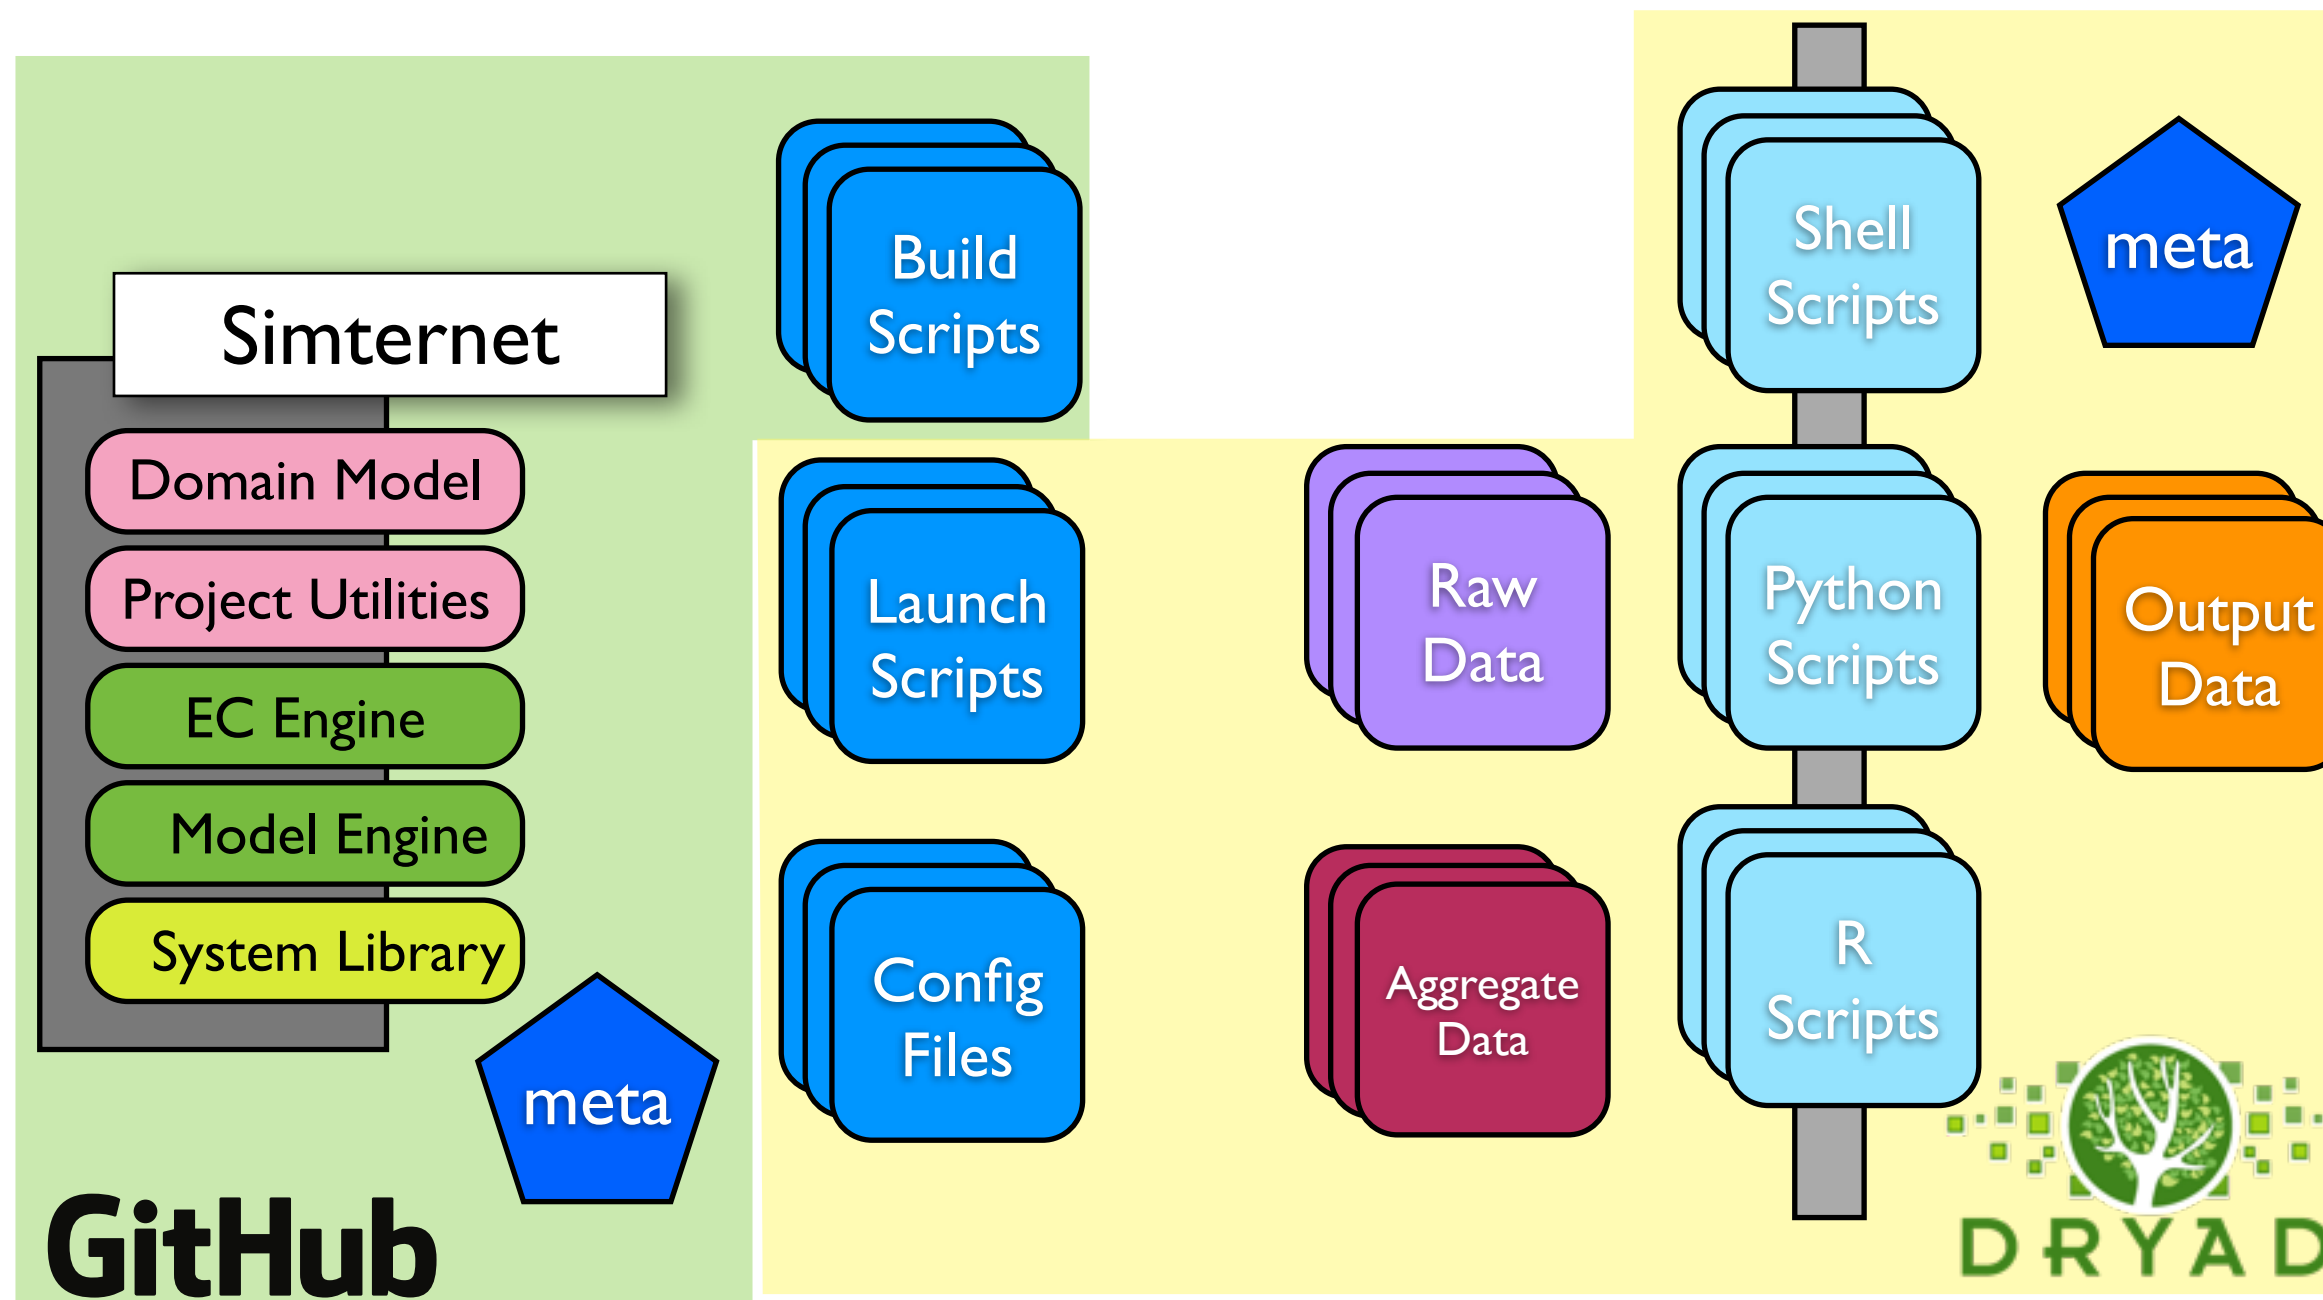 Simternet
Domain Model
Project Utilities
EC Engine
Model Engine
System Library
meta
GitHub
Build
Scripts
Launch
Scripts
Config
Files
Raw
Data
Aggregate
Data
Shell
Scripts
Python
Scripts
R
Scripts
meta
Output
Data
DRYAD